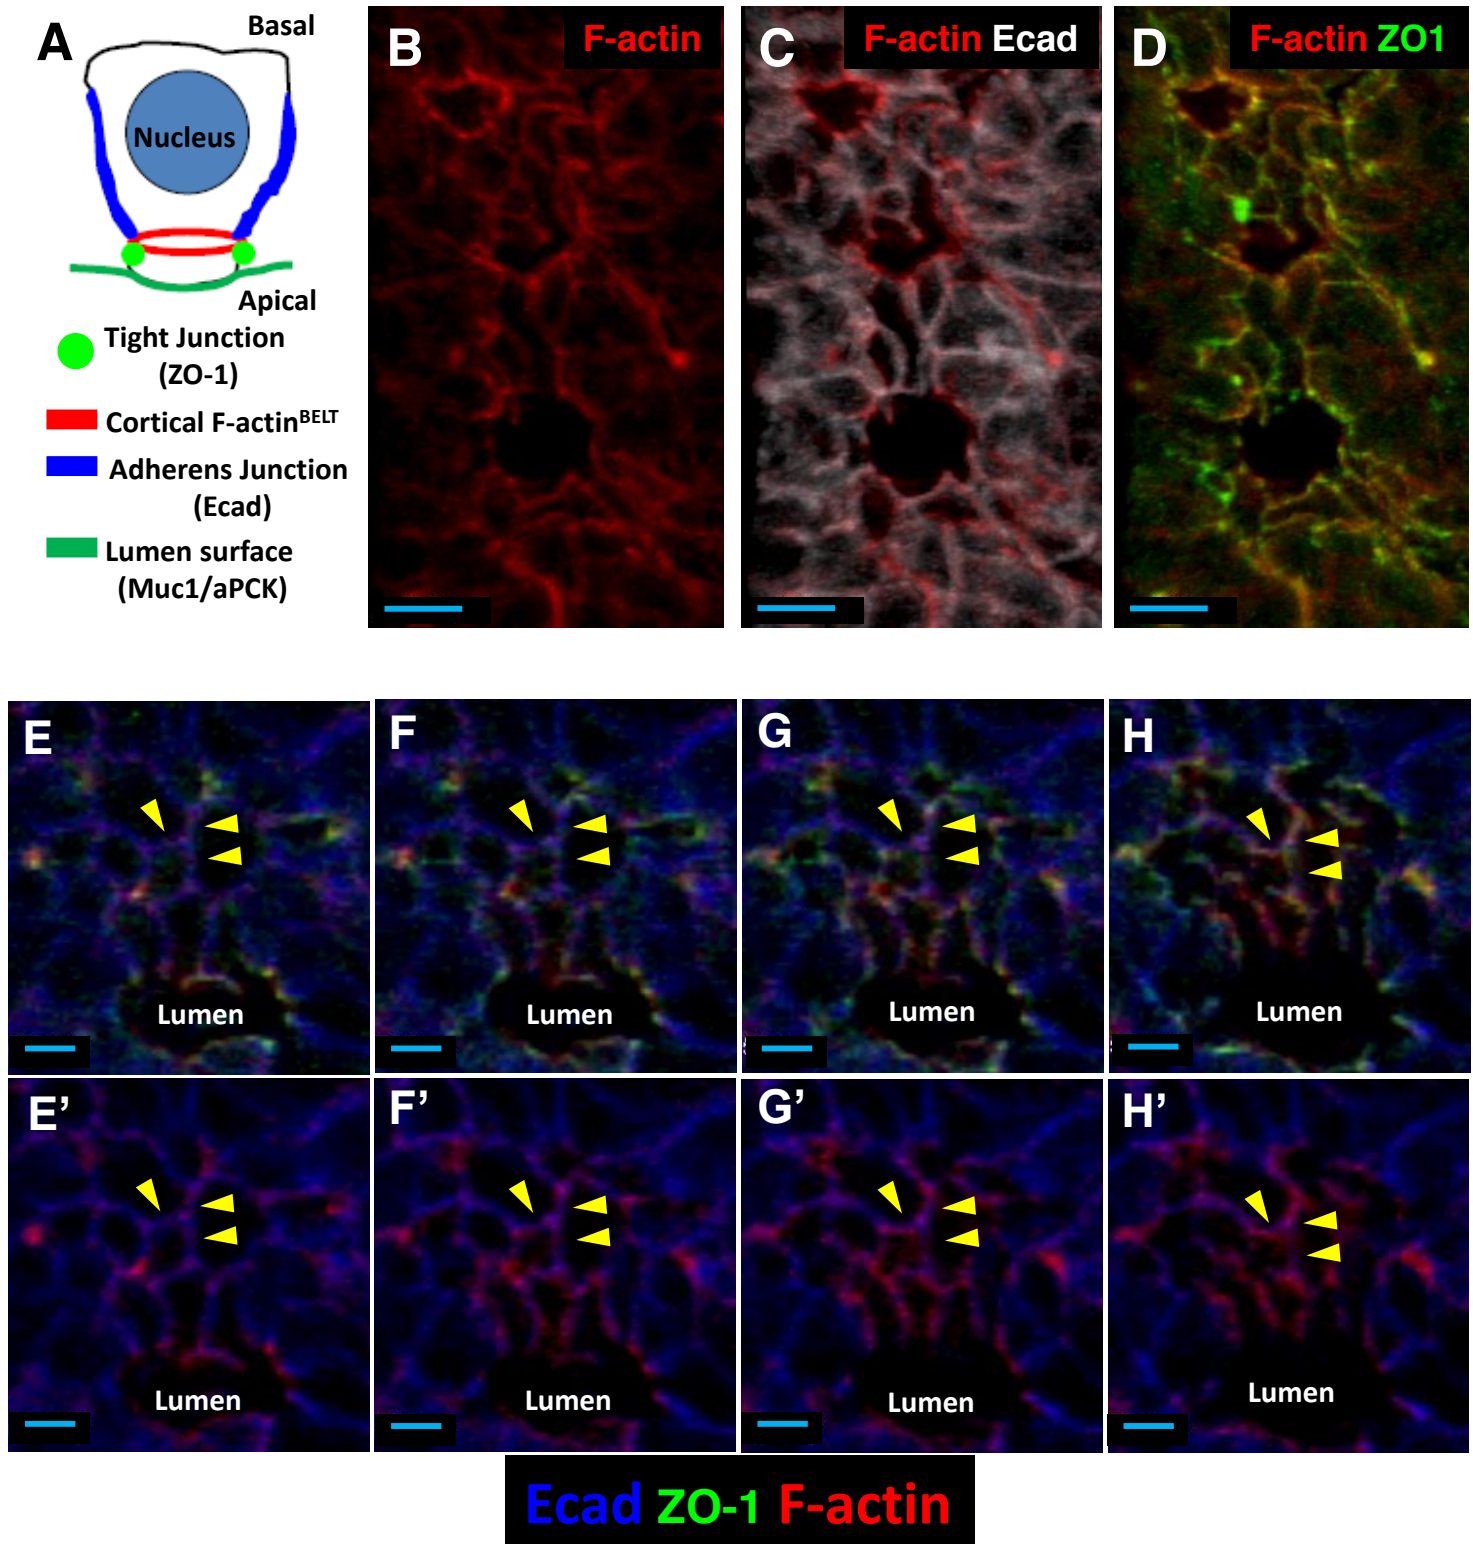 A
Basal
Nucleus
Apical
Tight Junction
(ZO-1)
Cortical F-actinᴮᴱᴸᵀ
Adherens Junction
(Ecad)
Lumen surface
(Muc1/aPCK)
B
F-actin
C
F-actin Ecad
D
F-actin ZO1
E
Lumen
F
Lumen
G
Lumen
H
Lumen
E’
Lumen
F’
Lumen
G’
Lumen
H’
Lumen
Ecad ZO-1 F-actin